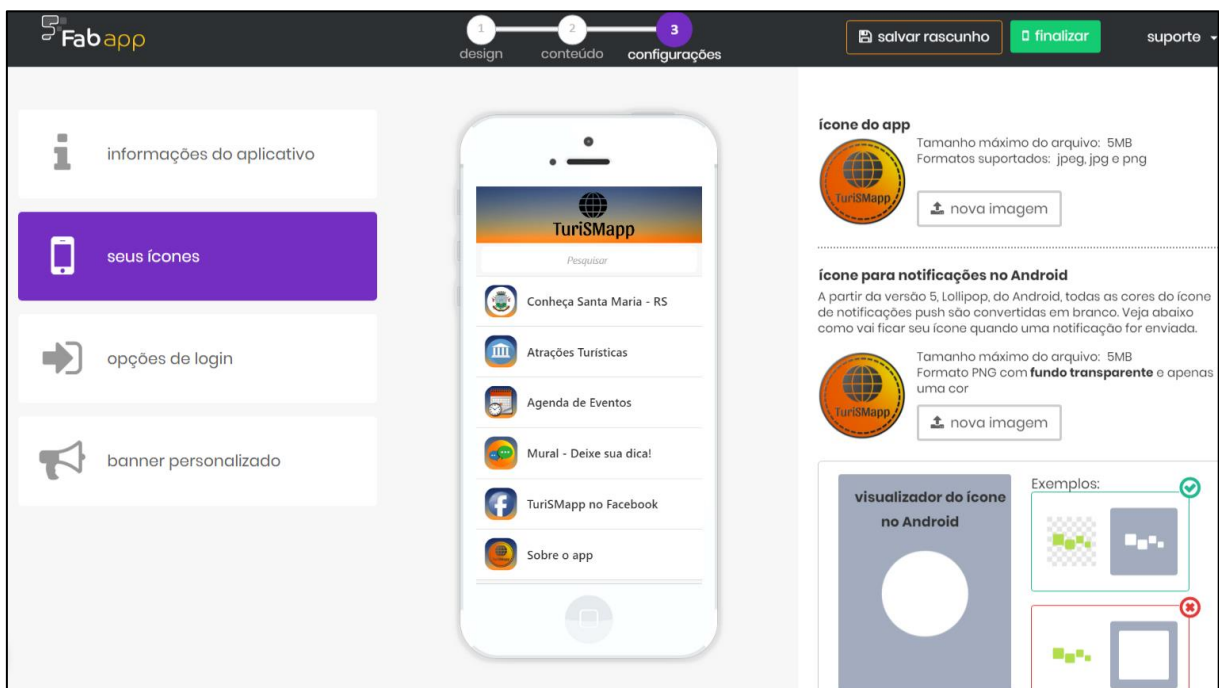 Fabapp
1
2
3
design
conteúdo
configurações
salvar rascunho
finalizar
suporte
informações do aplicativo
seus ícones
opções de login
banner personalizado
TuriSMapp
Pesquisar
Conheça Santa Maria - RS
Atrações Turísticas
Agenda de Eventos
Mural - Deixe sua dica!
TuriSMapp no Facebook
Sobre o app
ícone do app
Tamanho máximo do arquivo: 5MB
Formatos suportados: jpeg, jpg e png
TuriSMapp
nova imagem
ícone para notificações no Android
A partir da versão 5, Lollipop, do Android, todas as cores do ícone
de notificações push são convertidas em branco. Veja abaixo
como vai ficar seu ícone quando uma notificação for enviada.
Tamanho máximo do arquivo: 5MB
Formato PNG com fundo transparente e apenas
uma cor
TuriSMapp
nova imagem
visualizador do ícone
no Android
Exemplos: